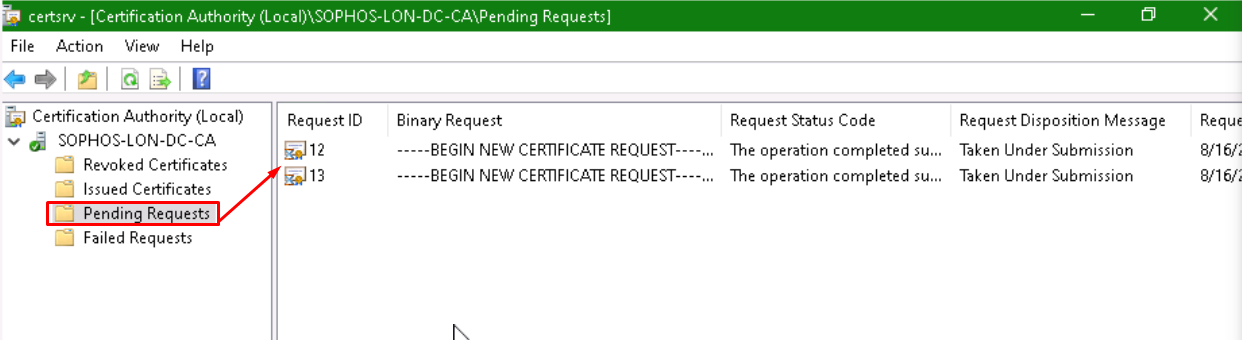 certsrv - [Certification Authority (Local)\SOPHOS-LON-DC-CA\Pending Requests]
File Action View Help
Certification Authority (Local)
SOPHOS-LON-DC-CA
Revoked Certificates
Issued Certificates
Pending Requests
Failed Requests
Request ID Binary Request Request Status Code Request Disposition Message Reque
12 -----BEGIN NEW CERTIFICATE REQUEST----... The operation completed su... Taken Under Submission 8/16/2
13 -----BEGIN NEW CERTIFICATE REQUEST----... The operation completed su... Taken Under Submission 8/16/2